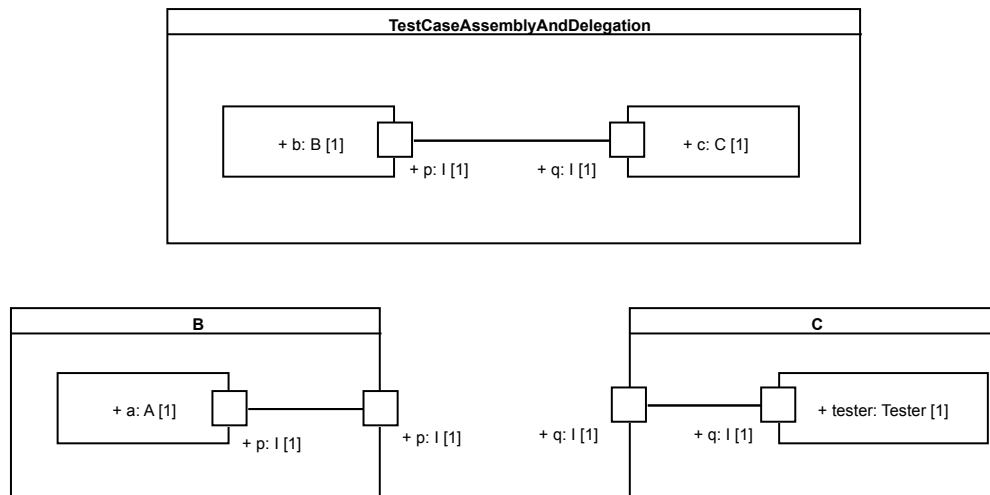 TestCaseAssemblyAndDelegation
+ b: B [1]
+ c: C [1]
+ p: I [1]
+ q: I [1]
B
C
+ a: A [1]
+ tester: Tester [1]
+ p: I [1]
+ p: I [1]
+ q: I [1]
+ q: I [1]